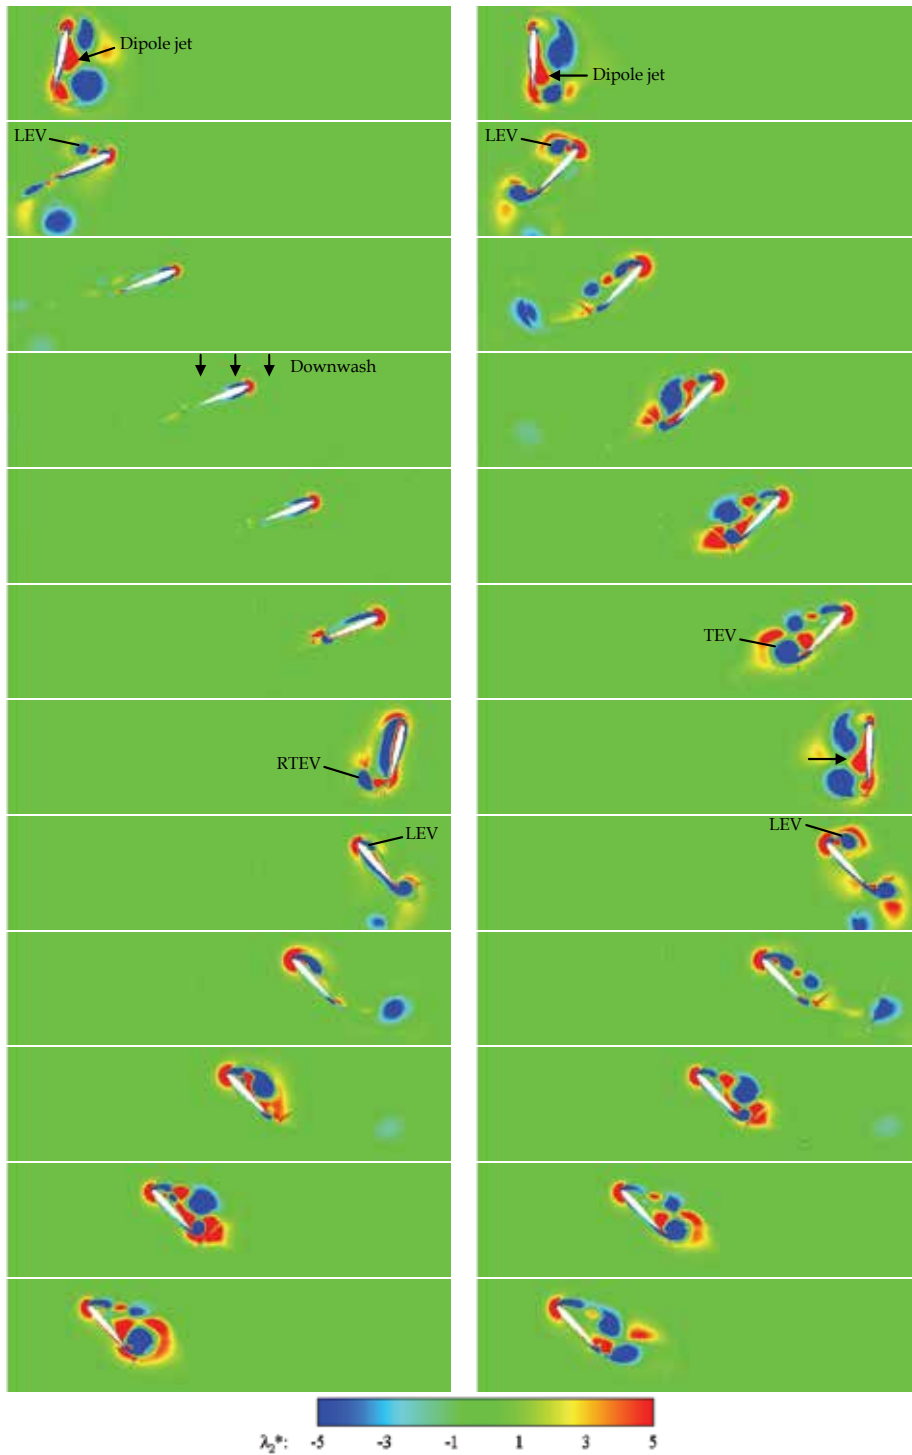 Dipole jet
Dipole jet
LEV
LEV
Downwash
TEV
RTEV
LEV
LEV
λ₂*: -5 -3 -1 1 3 5